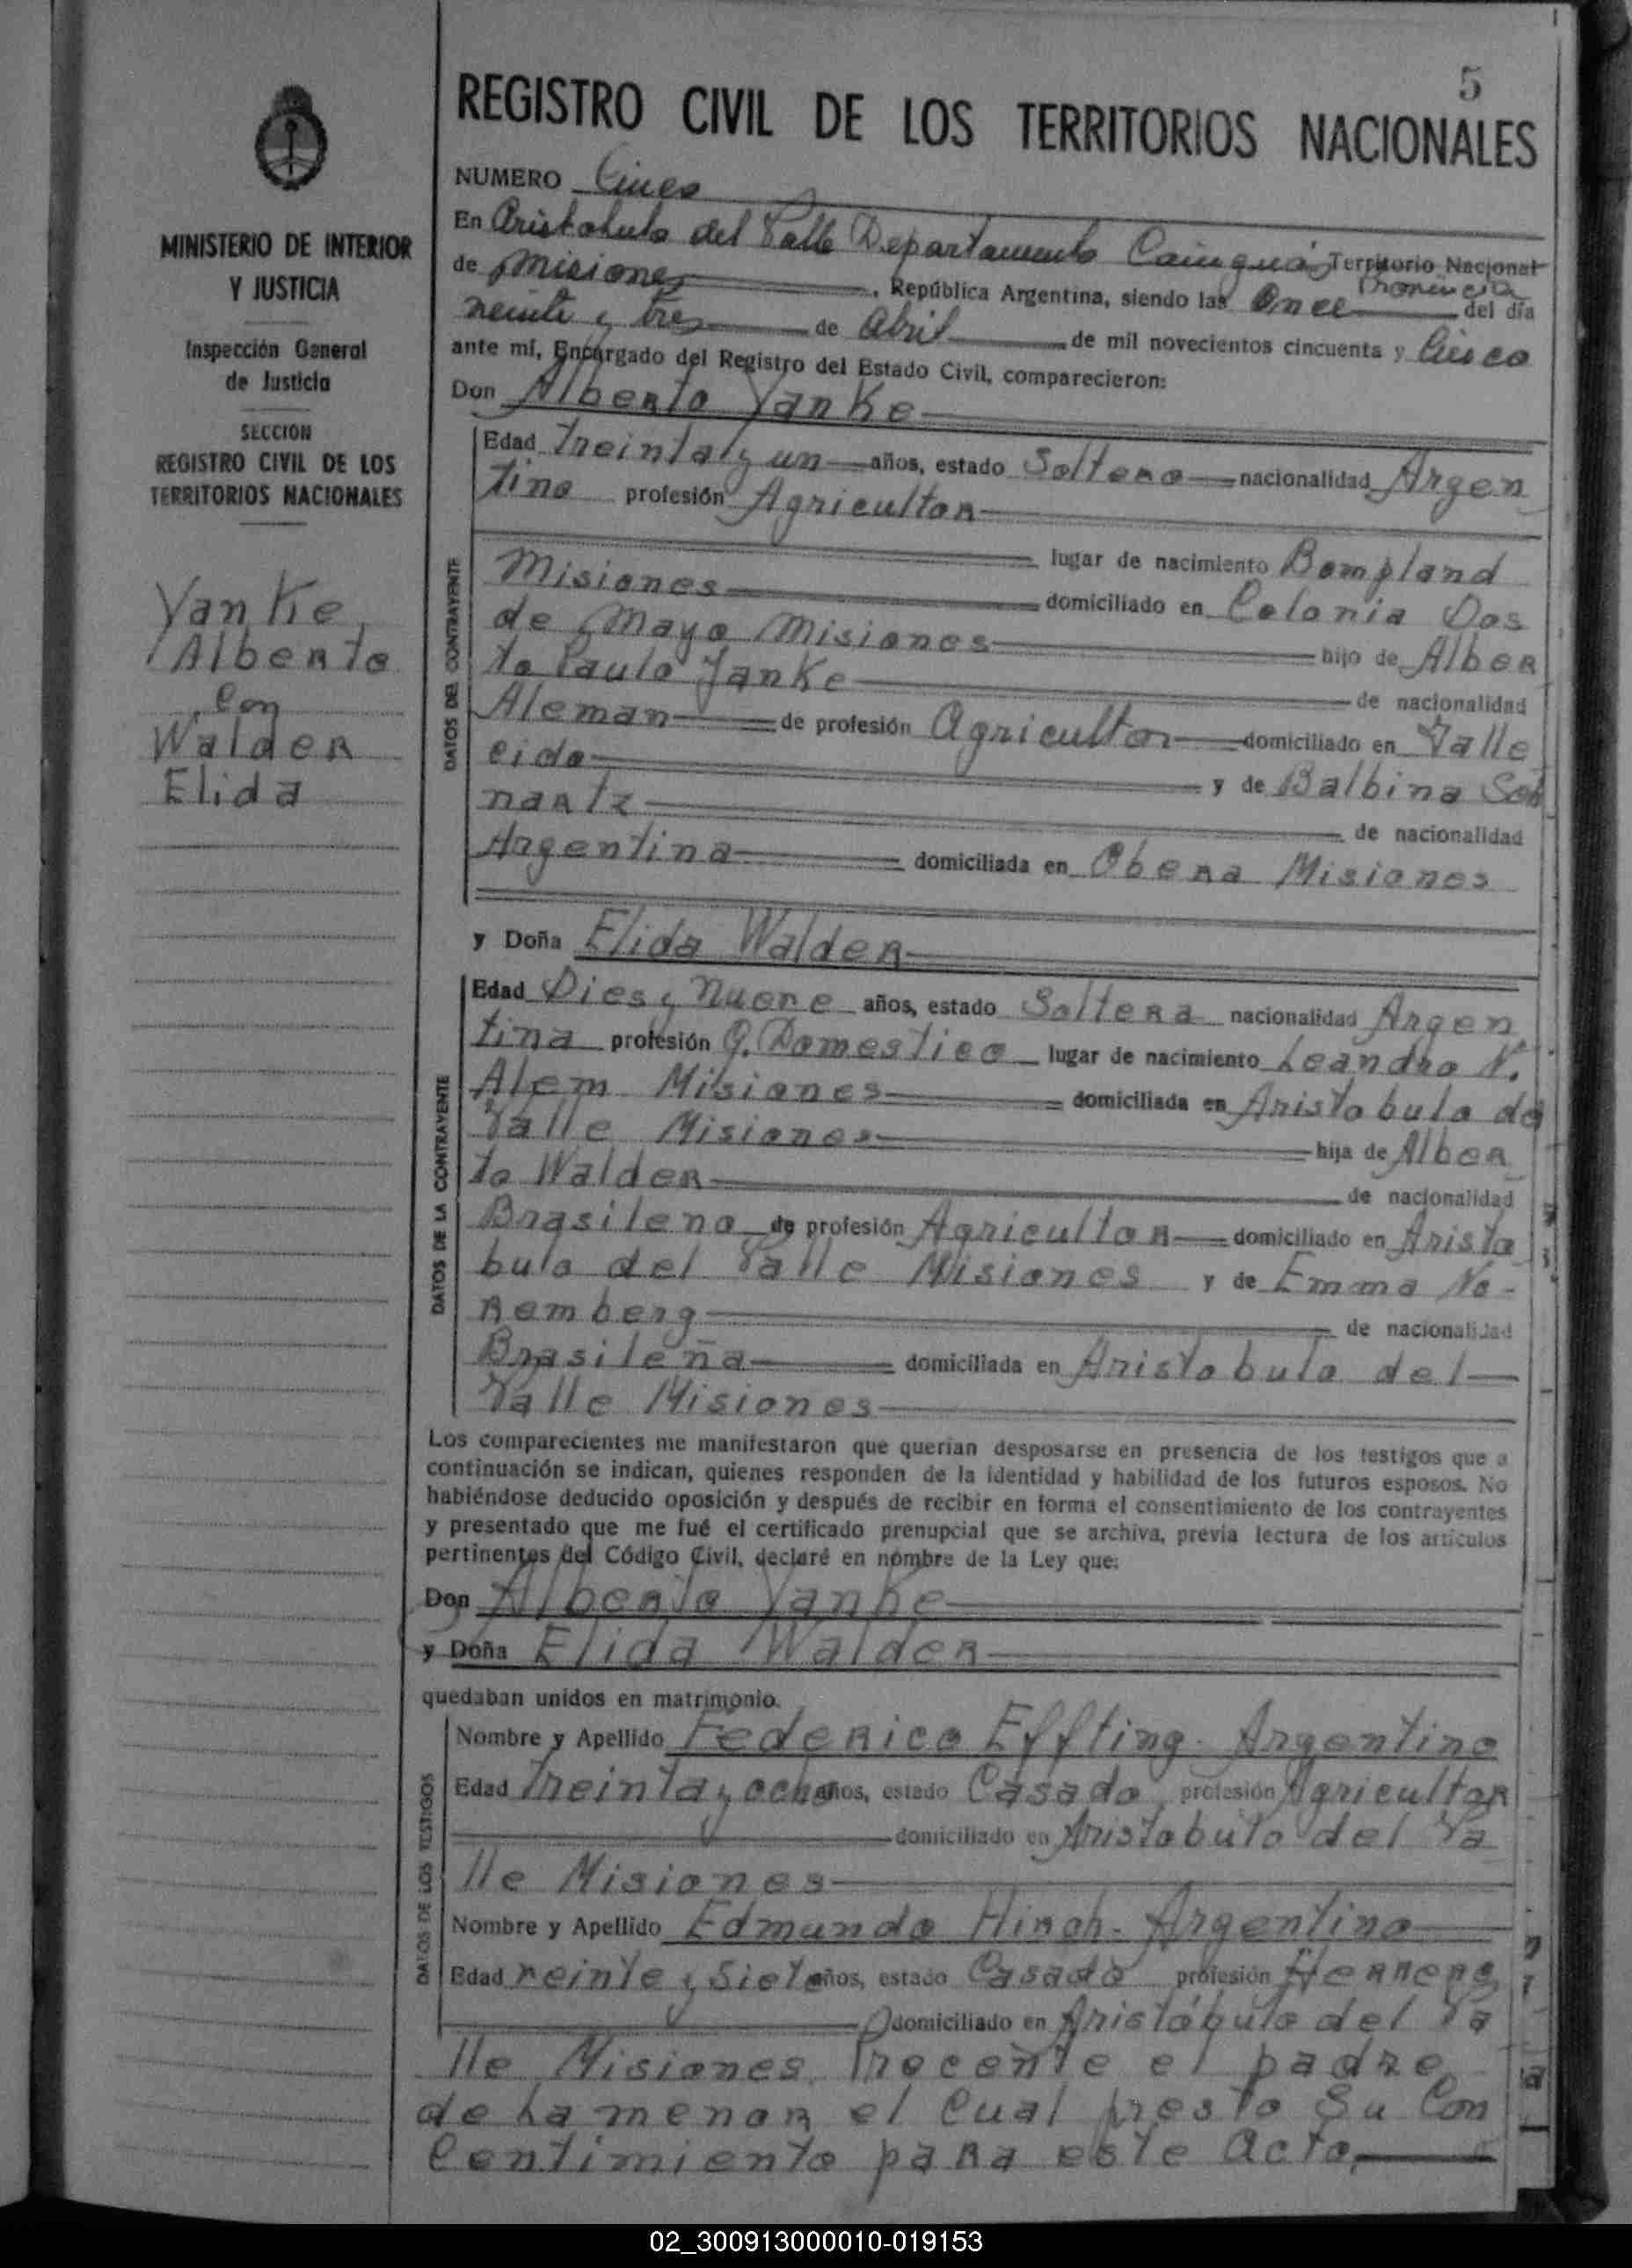 5
REGISTRO CIVIL DE LOS TERRITORIOS NACIONALES
MINISTERIO DE INTERIOR
Y JUSTICIA
Inspección General
de Justicia
SECCION
REGISTRO CIVIL DE LOS
TERRITORIOS NACIONALES
Yanke
Alberto
Con
Walder
Elida
NUMERO Cinco
En Aristobulo del Valle Departamento Cainguá Territorio Nacional
Provincia
de Misiones, República Argentina, siendo las Once del día
veinte y tres de Abril de mil novecientos cincuenta y Cinco
ante mí, Encargado del Registro del Estado Civil, comparecieron:
Don Alberto Yanke
DATOS DEL CONTRAYENTE
Edad Treinta y un años, estado Soltero nacionalidad Argen
tino profesión Agricultor
lugar de nacimiento Bompland
Misiones domiciliado en Colonia Dos
de Mayo Misiones hijo de Alber
to Paulo Yanke de nacionalidad
Aleman de profesión Agricultor domiciliado en Falle
cido y de Balbina Sch
nartz de nacionalidad
Argentina domiciliada en Obera Misiones
y Doña Elida Walder
DATOS DE LA CONTRAYENTE
Edad Dies y Nueve años, estado Soltera nacionalidad Argen
tina profesión Q. Domestico lugar de nacimiento Leandro N.
Alem Misiones domiciliada en Aristobulo del
Valle Misiones hija de Alber
to Walder de nacionalidad
Brasileno de profesión Agricultor domiciliado en Aristo
bulo del Valle Misiones y de Emma No-
remberg de nacionalidad
Brasileña domiciliada en Aristobulo del
Valle Misiones
Los comparecientes me manifestaron que querían desposarse en presencia de los testigos que a
continuación se indican, quienes responden de la identidad y habilidad de los futuros esposos. No
habiéndose deducido oposición y después de recibir en forma el consentimiento de los contrayentes
y presentado que me fué el certificado prenupcial que se archiva, previa lectura de los artículos
pertinentes del Código Civil, declaré en nombre de la Ley que:
Don Alberto Yanke
y Doña Elida Walder
quedaban unidos en matrimonio.
DATOS DE LOS TESTIGOS
Nombre y Apellido Federico Effting. Argentino
Edad Treinta y ocho años, estado Casado profesión Agricultor
domiciliado en Aristobulo del Va
lle Misiones
Nombre y Apellido Edmundo Hirch. Argentino
Edad veinte y Siete años, estado Casado profesión Herrero
domiciliado en Aristóbulo del Va
lle Misiones. Precente el padre
de La menor el Cual presto Su Con
Centimiento para este Acto.
02_300913000010-019153